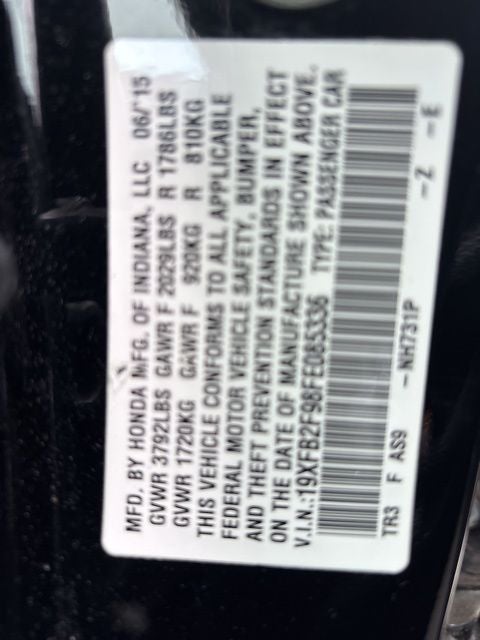 MFD. BY HONDA MFG. OF INDIANA, LLC 06/'15
GVWR 3792LBS GAWR F 2029LBS R 1786LBS
GVWR 1720KG GAWR F 920KG R 810KG
THIS VEHICLE CONFORMS TO ALL APPLICABLE
FEDERAL MOTOR VEHICLE SAFETY, BUMPER,
AND THEFT PREVENTION STANDARDS IN EFFECT
ON THE DATE OF MANUFACTURE SHOWN ABOVE.
V.I.N.:19XFB2F98FE085336 TYPE: PASSENGER CAR
TR3 F AS9 -NH731P -Z -E